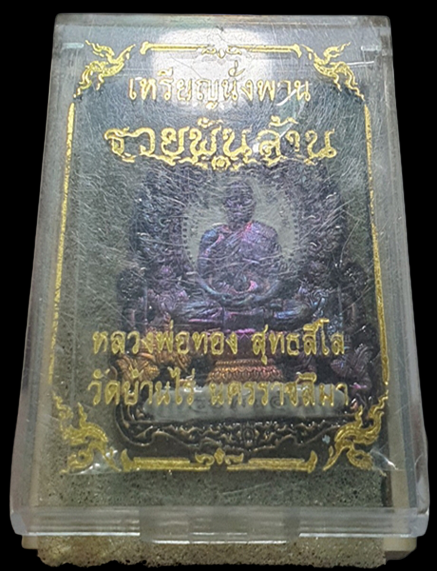 เหรียญนั่งพาน
รวยพันล้าน
หลวงพ่อทอง สุทธสีโล
วัดบ้านไร่ นครราชสีมา